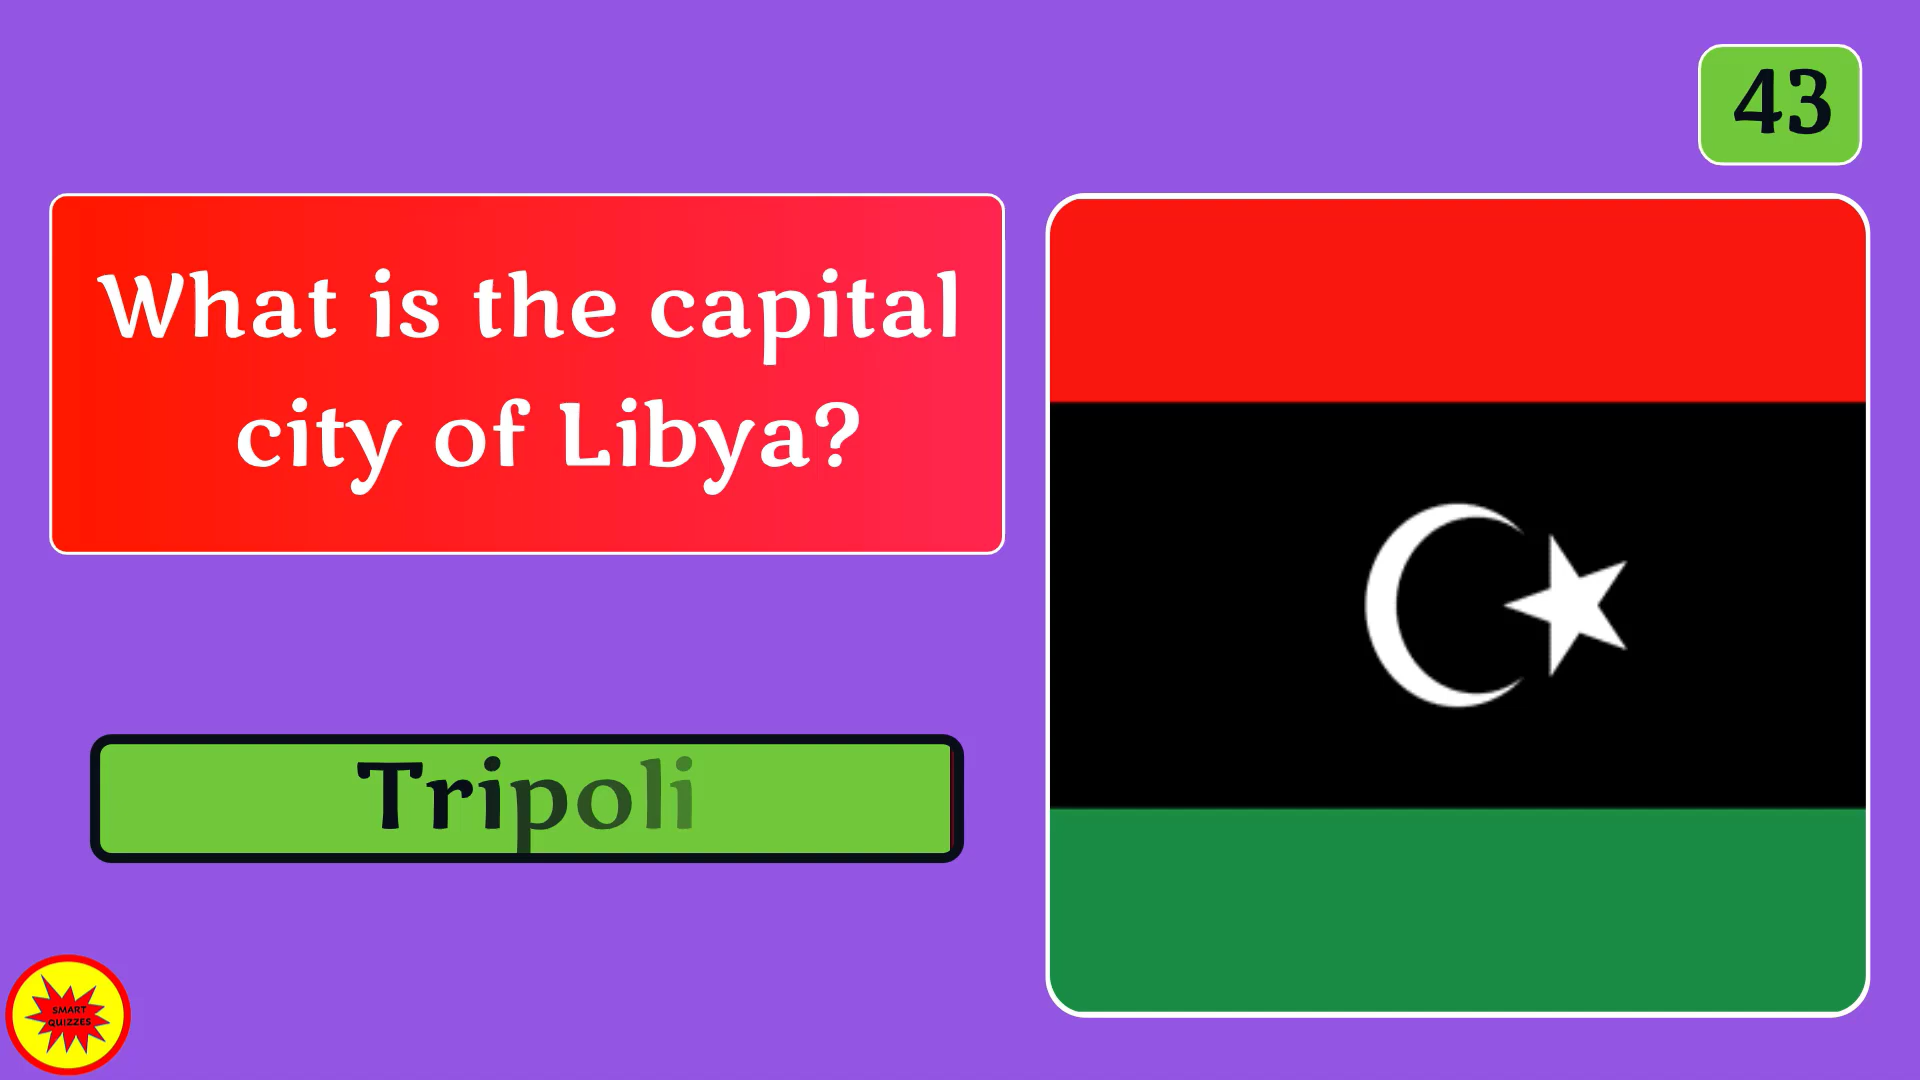 43
What is the capital
city of Libya?
Tripoli
SMART
QUIZZES